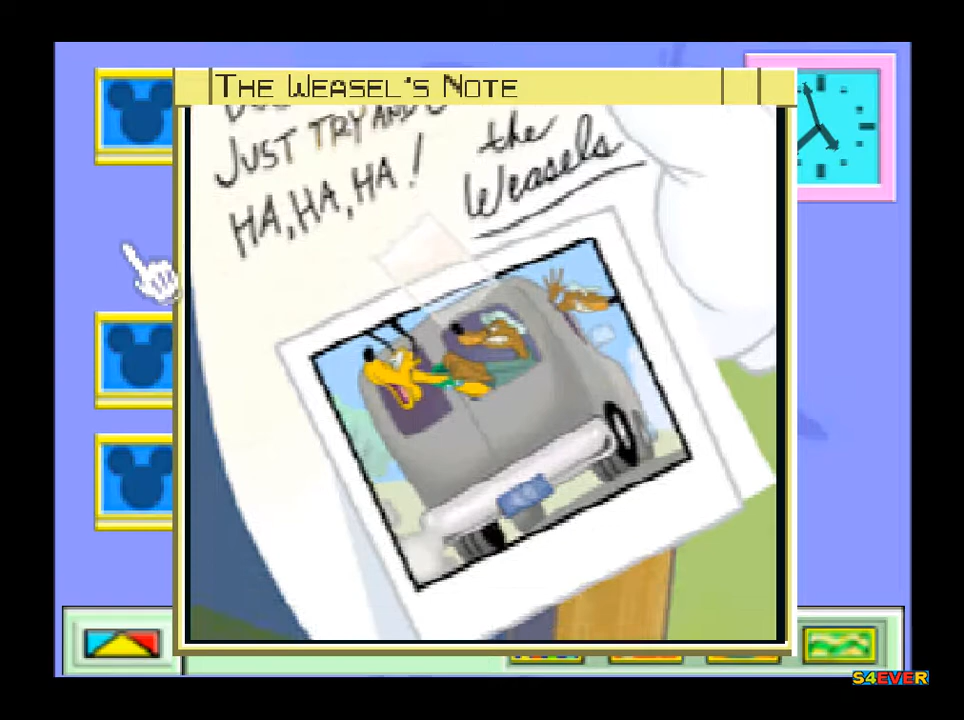 THE WEASEL'S NOTE
JUST TRY AND
HA, HA, HA!
the
Weasels
S4EVER